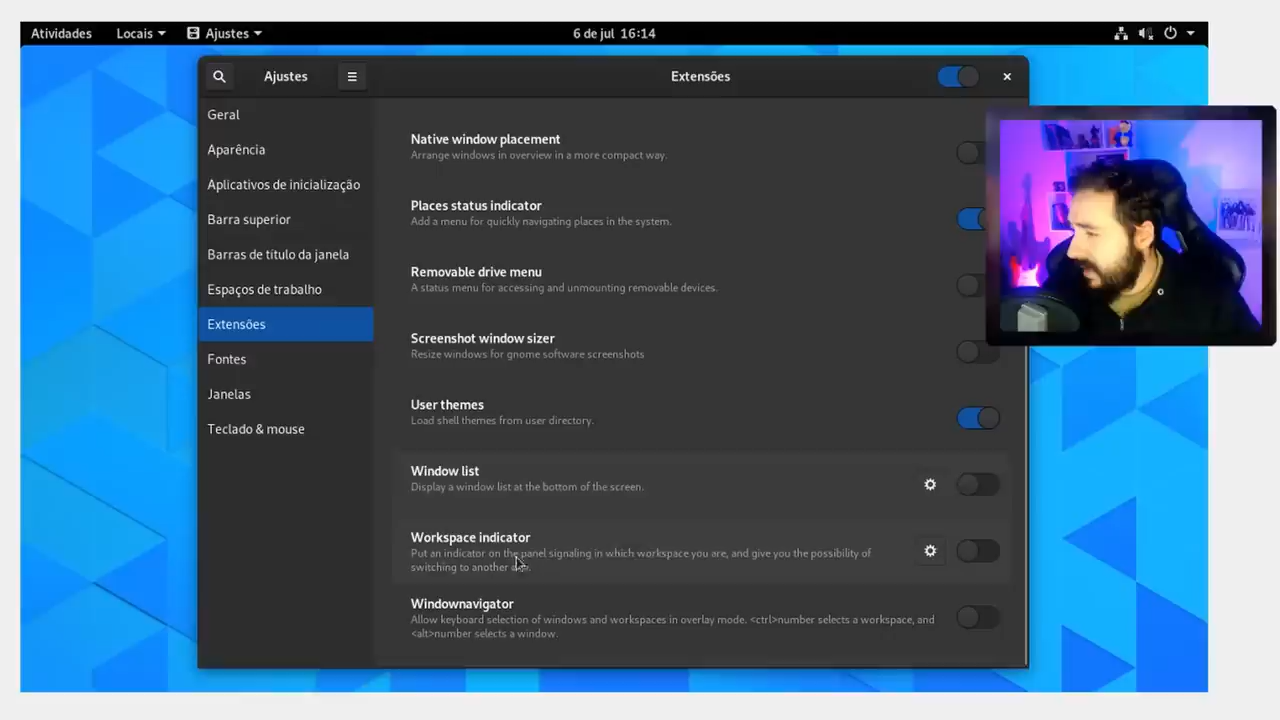 Atividades Locais Ajustes 6 de jul 16:14
Ajustes Extensões
Geral
Aparência
Aplicativos de inicialização
Barra superior
Barras de título da janela
Espaços de trabalho
Extensões
Fontes
Janelas
Teclado & mouse
Native window placement
Arrange windows in overview in a more compact way.
Places status indicator
Add a menu for quickly navigating places in the system.
Removable drive menu
A status menu for accessing and unmounting removable devices.
Screenshot window sizer
Resize windows for gnome software screenshots
User themes
Load shell themes from user directory.
Window list
Display a window list at the bottom of the screen.
Workspace indicator
Put an indicator on the panel signaling in which workspace you are, and give you the possibility of
switching to another
Windownavigator
Allow keyboard selection of windows and workspaces in overlay mode. <ctrl>number selects a workspace, and
<alt>number selects a window.